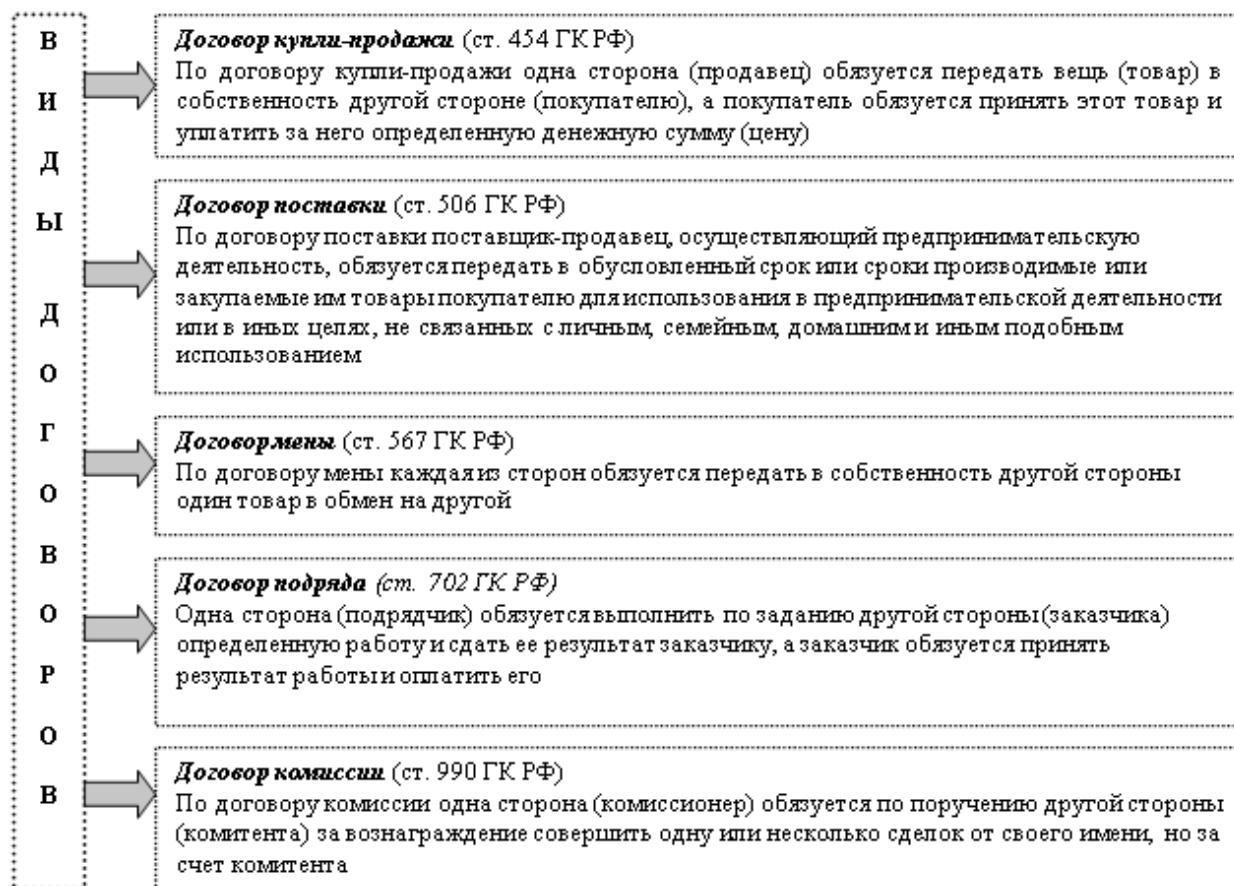 ВИДЫ ДОГОВОРОВ
Договор купли-продажи (ст. 454 ГК РФ)
По договору купли-продажи одна сторона (продавец) обязуется передать вещь (товар) в
собственность другой стороне (покупателю), а покупатель обязуется принять этот товар и
уплатить за него определенную денежную сумму (цену)
Договор поставки (ст. 506 ГК РФ)
По договору поставки поставщик-продавец, осуществляющий предпринимательскую
деятельность, обязуется передать в обусловленный срок или сроки производимые или
закупаемые им товары покупателю для использования в предпринимательской деятельности
или в иных целях, не связанных с личным, семейным, домашним и иным подобным
использованием
Договор мены (ст. 567 ГК РФ)
По договору мены каждая из сторон обязуется передать в собственность другой стороны
один товар в обмен на другой
Договор подряда (ст. 702 ГК РФ)
Одна сторона (подрядчик) обязуется выполнить по заданию другой стороны (заказчика)
определенную работу и сдать ее результат заказчику, а заказчик обязуется принять
результат работы и оплатить его
Договор комиссии (ст. 990 ГК РФ)
По договору комиссии одна сторона (комиссионер) обязуется по поручению другой стороны
(комитента) за вознаграждение совершить одну или несколько сделок от своего имени, но за
счет комитента